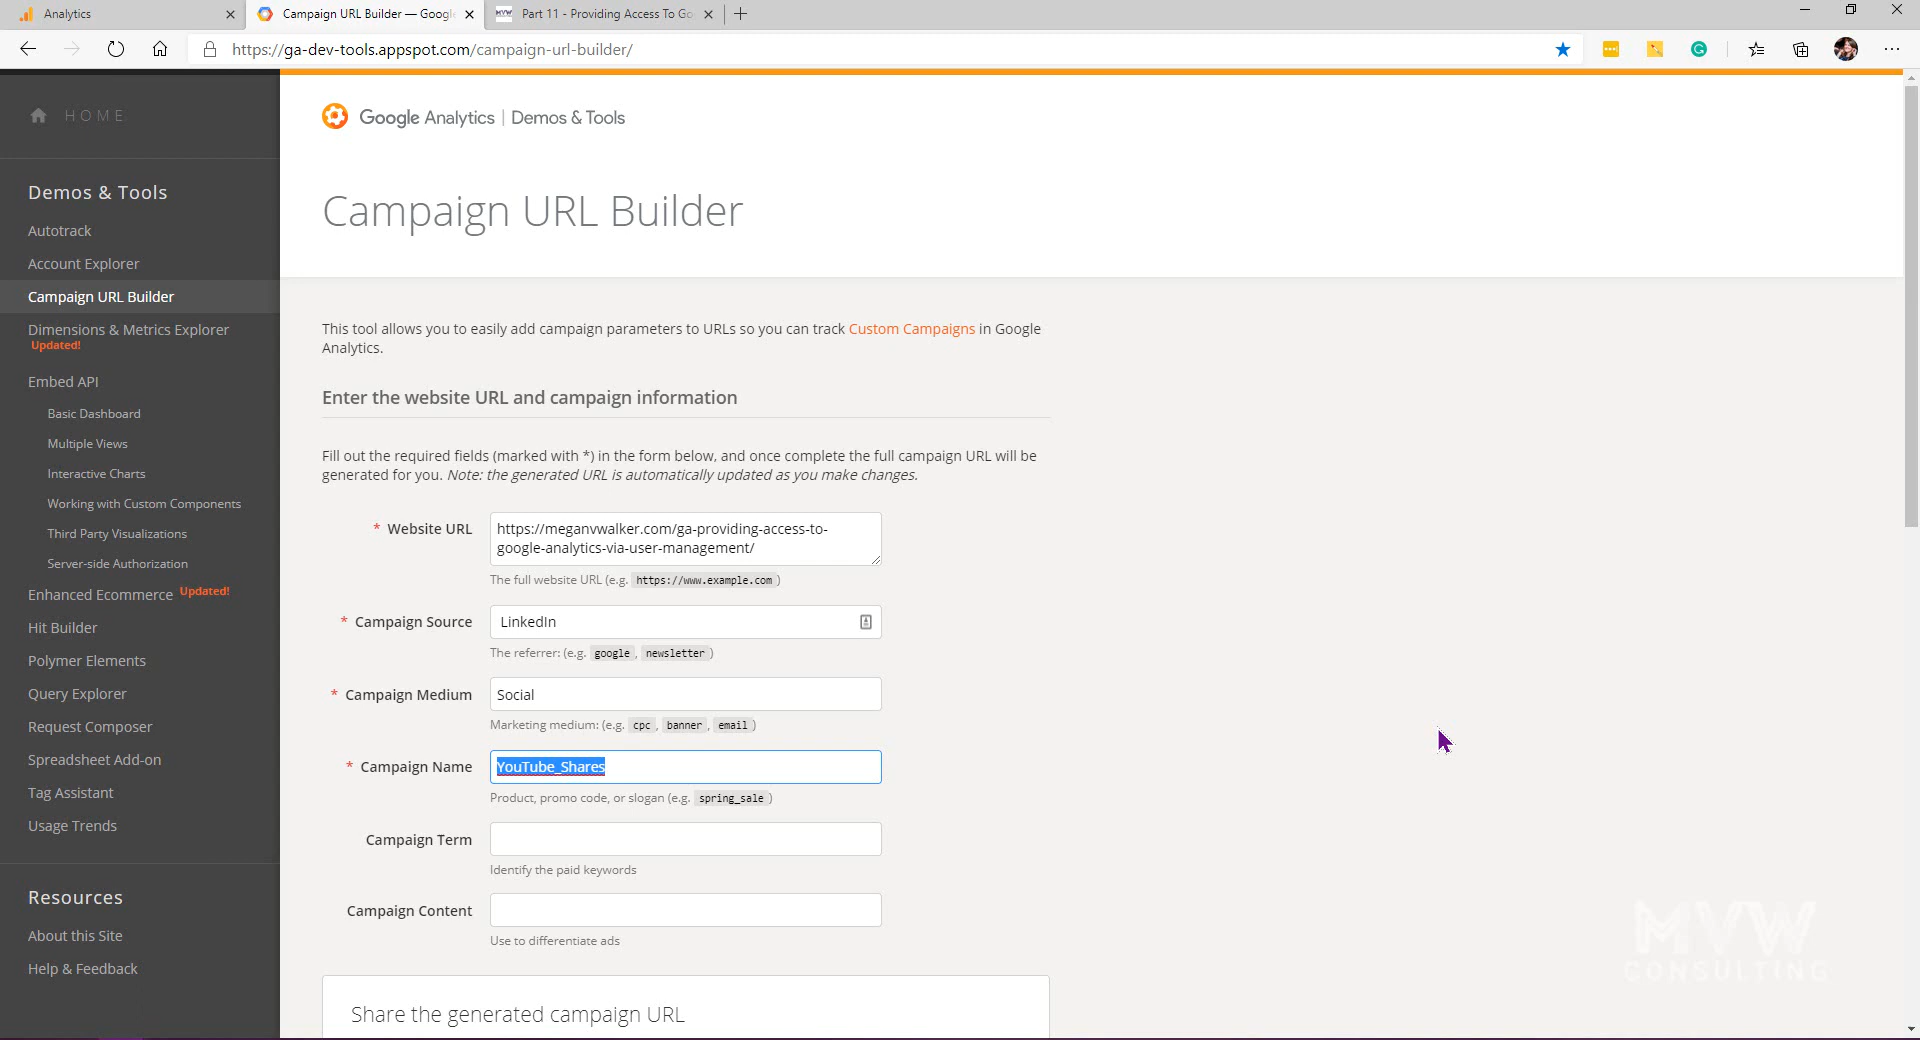 Analytics
Campaign URL Builder — Google
Part 11 - Providing Access To Go
https://ga-dev-tools.appspot.com/campaign-url-builder/
HOME
Google Analytics | Demos & Tools
Campaign URL Builder
Demos & Tools
Autotrack
Account Explorer
Campaign URL Builder
Dimensions & Metrics Explorer
Updated!
Embed API
Basic Dashboard
Multiple Views
Interactive Charts
Working with Custom Components
Third Party Visualizations
Server-side Authorization
Enhanced Ecommerce Updated!
Hit Builder
Polymer Elements
Query Explorer
Request Composer
Spreadsheet Add-on
Tag Assistant
Usage Trends
Resources
About this Site
Help & Feedback
This tool allows you to easily add campaign parameters to URLs so you can track Custom Campaigns in Google
Analytics.
Enter the website URL and campaign information
Fill out the required fields (marked with *) in the form below, and once complete the full campaign URL will be
generated for you. Note: the generated URL is automatically updated as you make changes.
* Website URL
https://meganvwalker.com/ga-providing-access-to-
google-analytics-via-user-management/
The full website URL (e.g. https://www.example.com )
* Campaign Source
LinkedIn
The referrer: (e.g. google , newsletter )
* Campaign Medium
Social
Marketing medium: (e.g. cpc , banner , email )
* Campaign Name
YouTube_Shares
Product, promo code, or slogan (e.g. spring_sale )
Campaign Term
Identify the paid keywords
Campaign Content
Use to differentiate ads
Share the generated campaign URL
MVW
CONSULTING